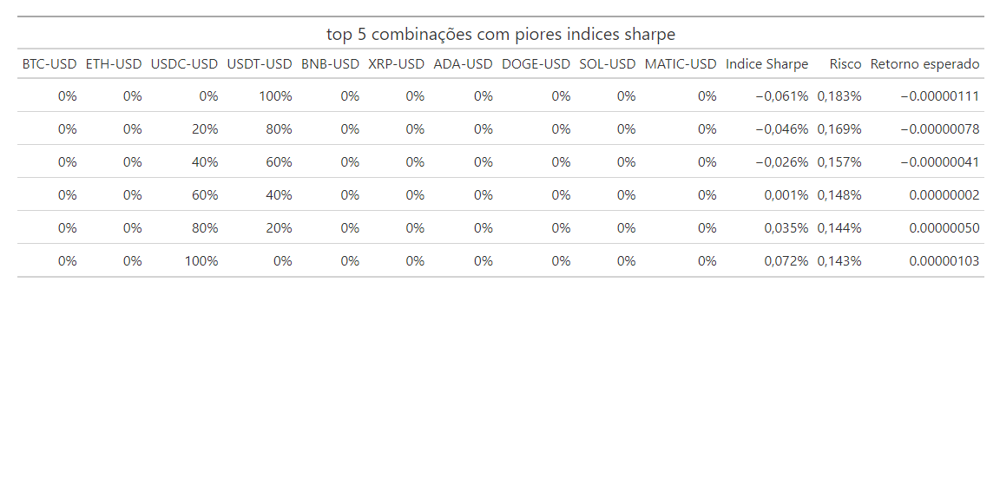 top 5 combinações com piores indices sharpe
BTC-USD ETH-USD USDC-USD USDT-USD BNB-USD XRP-USD ADA-USD DOGE-USD SOL-USD MATIC-USD Indice Sharpe Risco Retorno esperado
0% 0% 0% 100% 0% 0% 0% 0% 0% 0% −0,061% 0,183% −0.00000111
0% 0% 20% 80% 0% 0% 0% 0% 0% 0% −0,046% 0,169% −0.00000078
0% 0% 40% 60% 0% 0% 0% 0% 0% 0% −0,026% 0,157% −0.00000041
0% 0% 60% 40% 0% 0% 0% 0% 0% 0% 0,001% 0,148% 0.00000002
0% 0% 80% 20% 0% 0% 0% 0% 0% 0% 0,035% 0,144% 0.00000050
0% 0% 100% 0% 0% 0% 0% 0% 0% 0% 0,072% 0,143% 0.00000103